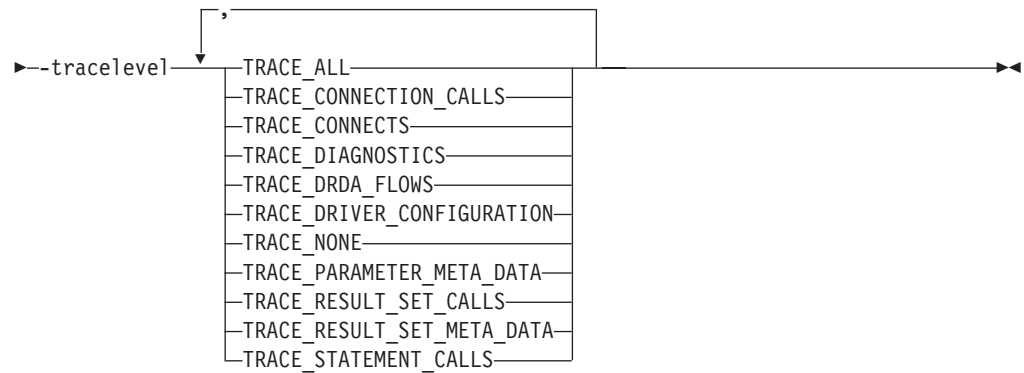 ,
-tracelevel TRACE_ALL
TRACE_CONNECTION_CALLS
TRACE_CONNECTS
TRACE_DIAGNOSTICS
TRACE_DRDA_FLOWS
TRACE_DRIVER_CONFIGURATION
TRACE_NONE
TRACE_PARAMETER_META_DATA
TRACE_RESULT_SET_CALLS
TRACE_RESULT_SET_META_DATA
TRACE_STATEMENT_CALLS